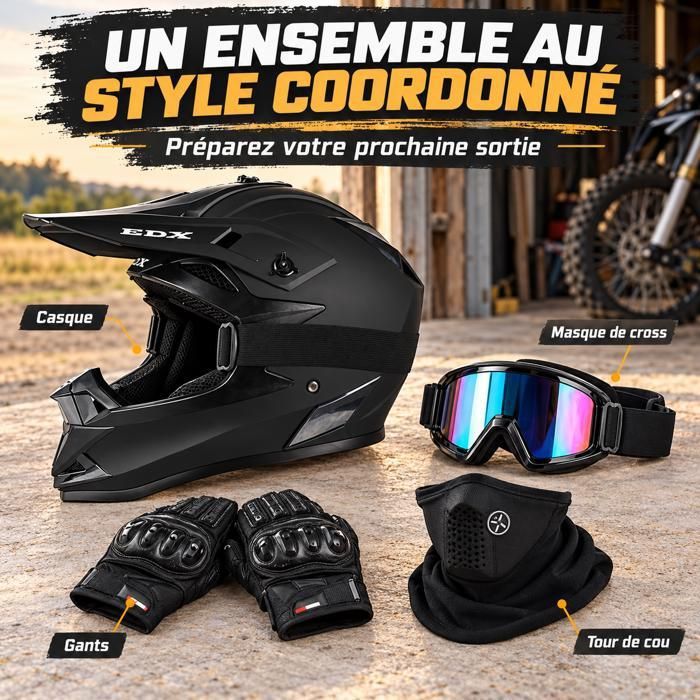 UN ENSEMBLE AU
STYLE COORDONNÉ
Préparez votre prochaine sortie
EDX
Casque
Masque de cross
Gants
Tour de cou